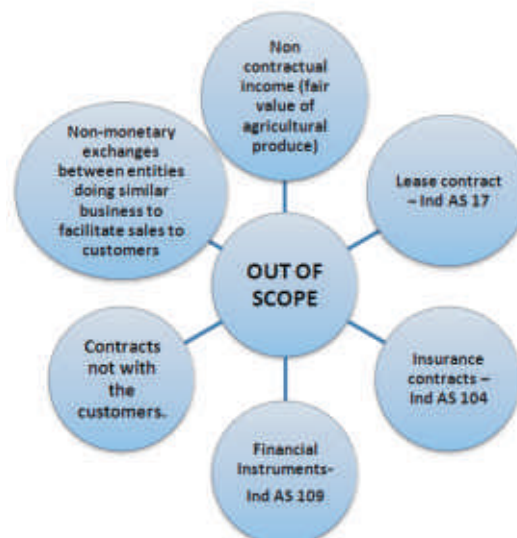 Non
contractual
income (fair
value of
agricultural
produce)
Lease contract
– Ind AS 17
Insurance
contracts –
Ind AS 104
Financial
Instruments-
Ind AS 109
Contracts
not with
the
customers.
Non-monetary
exchanges
between entities
doing similar
business to
facilitate sales to
customers
OUT OF
SCOPE